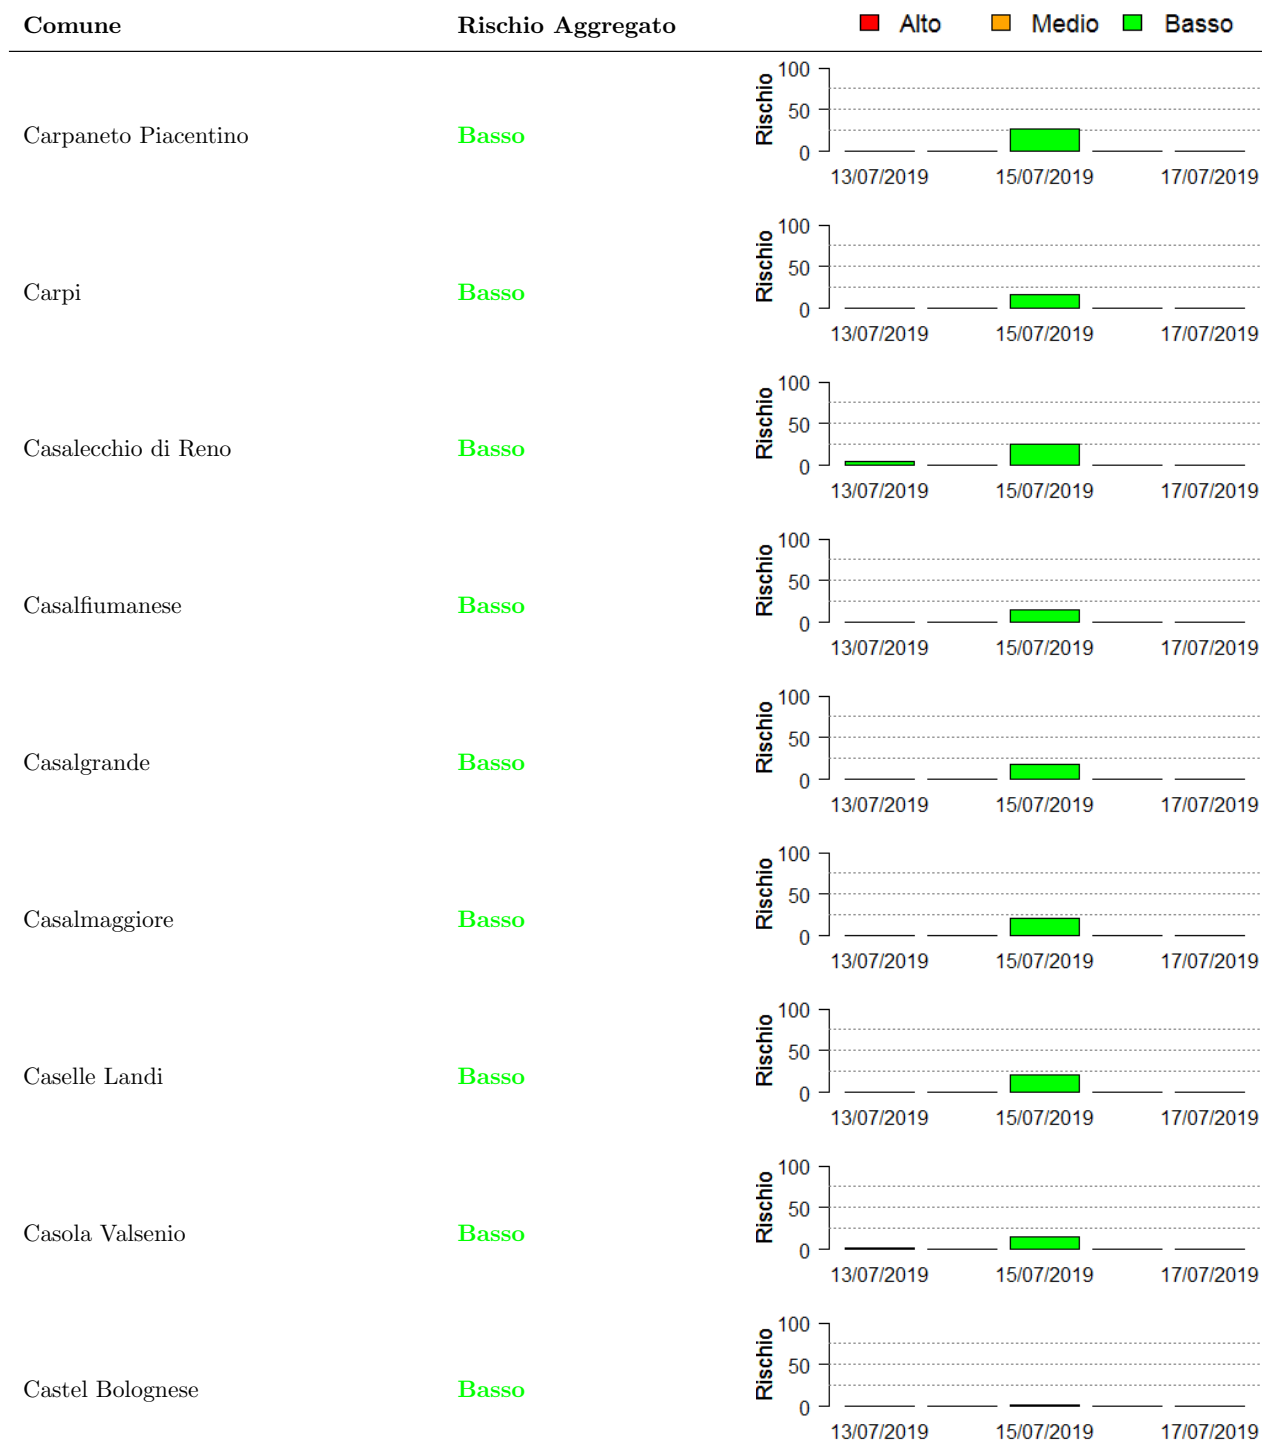 Comune Rischio Aggregato Alto Medio Basso
Carpaneto Piacentino Basso
Rischio
100
50
0
13/07/2019 15/07/2019 17/07/2019
Carpi Basso
Rischio
100
50
0
13/07/2019 15/07/2019 17/07/2019
Casalecchio di Reno Basso
Rischio
100
50
0
13/07/2019 15/07/2019 17/07/2019
Casalfiumanese Basso
Rischio
100
50
0
13/07/2019 15/07/2019 17/07/2019
Casalgrande Basso
Rischio
100
50
0
13/07/2019 15/07/2019 17/07/2019
Casalmaggiore Basso
Rischio
100
50
0
13/07/2019 15/07/2019 17/07/2019
Caselle Landi Basso
Rischio
100
50
0
13/07/2019 15/07/2019 17/07/2019
Casola Valsenio Basso
Rischio
100
50
0
13/07/2019 15/07/2019 17/07/2019
Castel Bolognese Basso
Rischio
100
50
0
13/07/2019 15/07/2019 17/07/2019